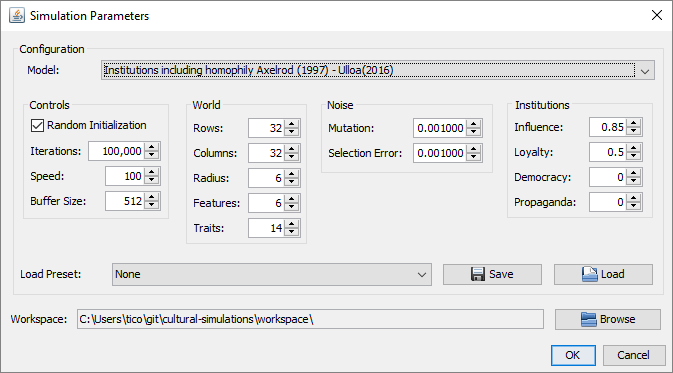 Simulation Parameters
Configuration
Model: Institutions including homophily Axelrod (1997) - Ulloa(2016)
Controls
Random Initialization
Iterations: 100,000
Speed: 100
Buffer Size: 512
World
Rows: 32
Columns: 32
Radius: 6
Features: 6
Traits: 14
Noise
Mutation: 0.001000
Selection Error: 0.001000
Institutions
Influence: 0.85
Loyalty: 0.5
Democracy: 0
Propaganda: 0
Load Preset: None Save Load
Workspace: C:\Users\tico\git\cultural-simulations\workspace\ Browse
OK Cancel